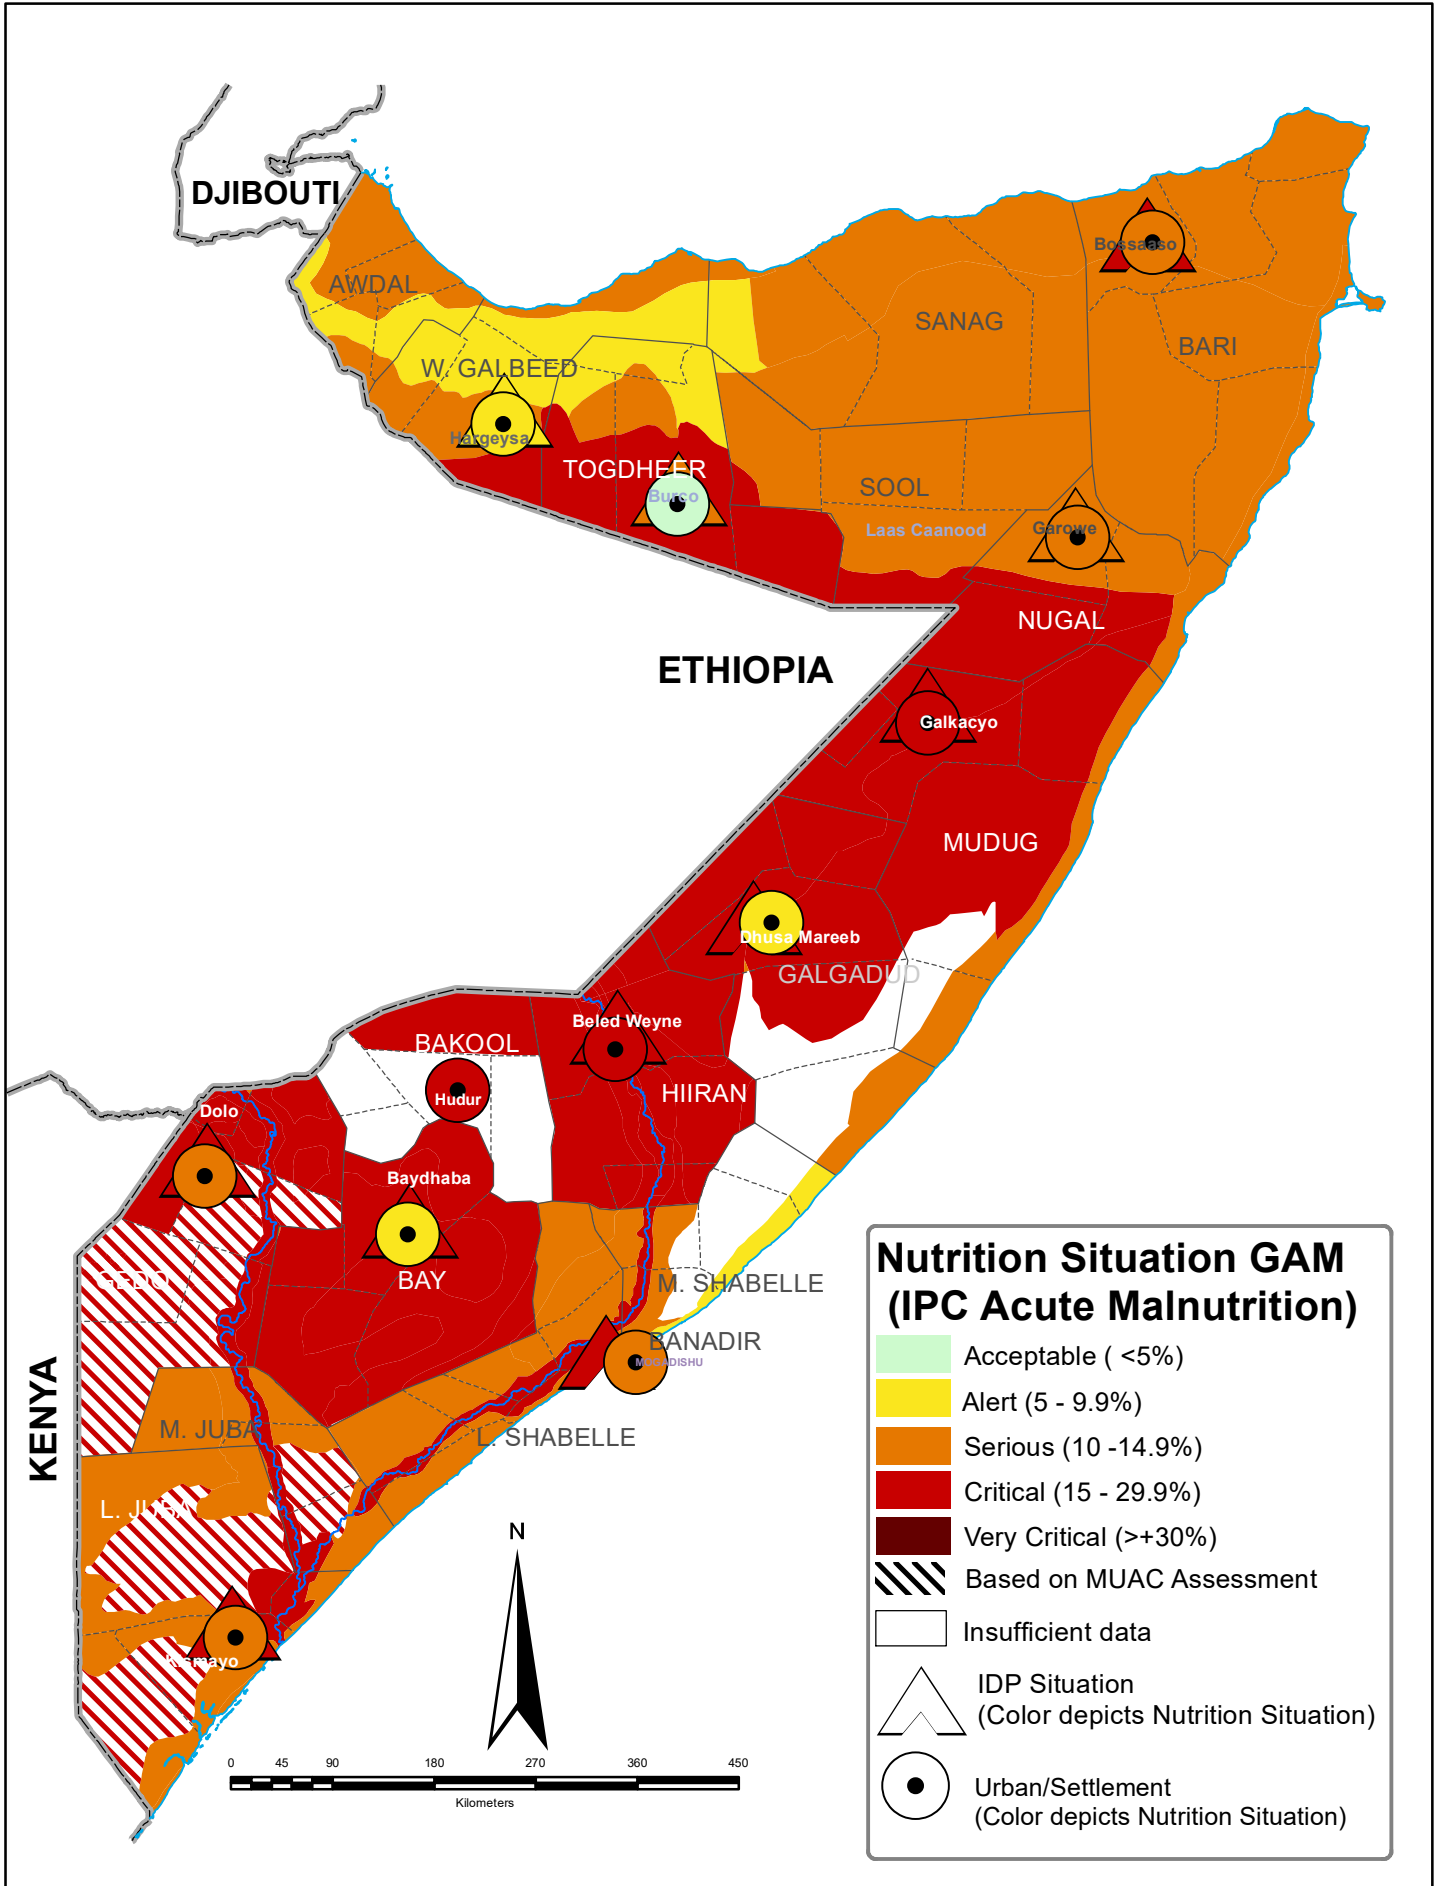 DJIBOUTI
AWDAL
W. GALBEED
Hargeysa
TOGDHEER
Burco
SANAG
SOOL
Laas Caanood
Bossaaso
BARI
Garowe
NUGAL
ETHIOPIA
Galkacyo
MUDUG
Dhusa Mareeb
GALGADUD
Beled Weyne
BAKOOL
Hudur
HIIRAN
Dolo
Baydhaba
BAY
GEDO
M. SHABELLE
BANADIR
MOGADISHU
KENYA
M. JUBA
L. SHABELLE
L. JUBA
Kismayo
N
0 45 90 180 270 360 450
Kilometers
Nutrition Situation GAM
(IPC Acute Malnutrition)
Acceptable ( <5%)
Alert (5 - 9.9%)
Serious (10 -14.9%)
Critical (15 - 29.9%)
Very Critical (>+30%)
Based on MUAC Assessment
Insufficient data
IDP Situation
(Color depicts Nutrition Situation)
Urban/Settlement
(Color depicts Nutrition Situation)